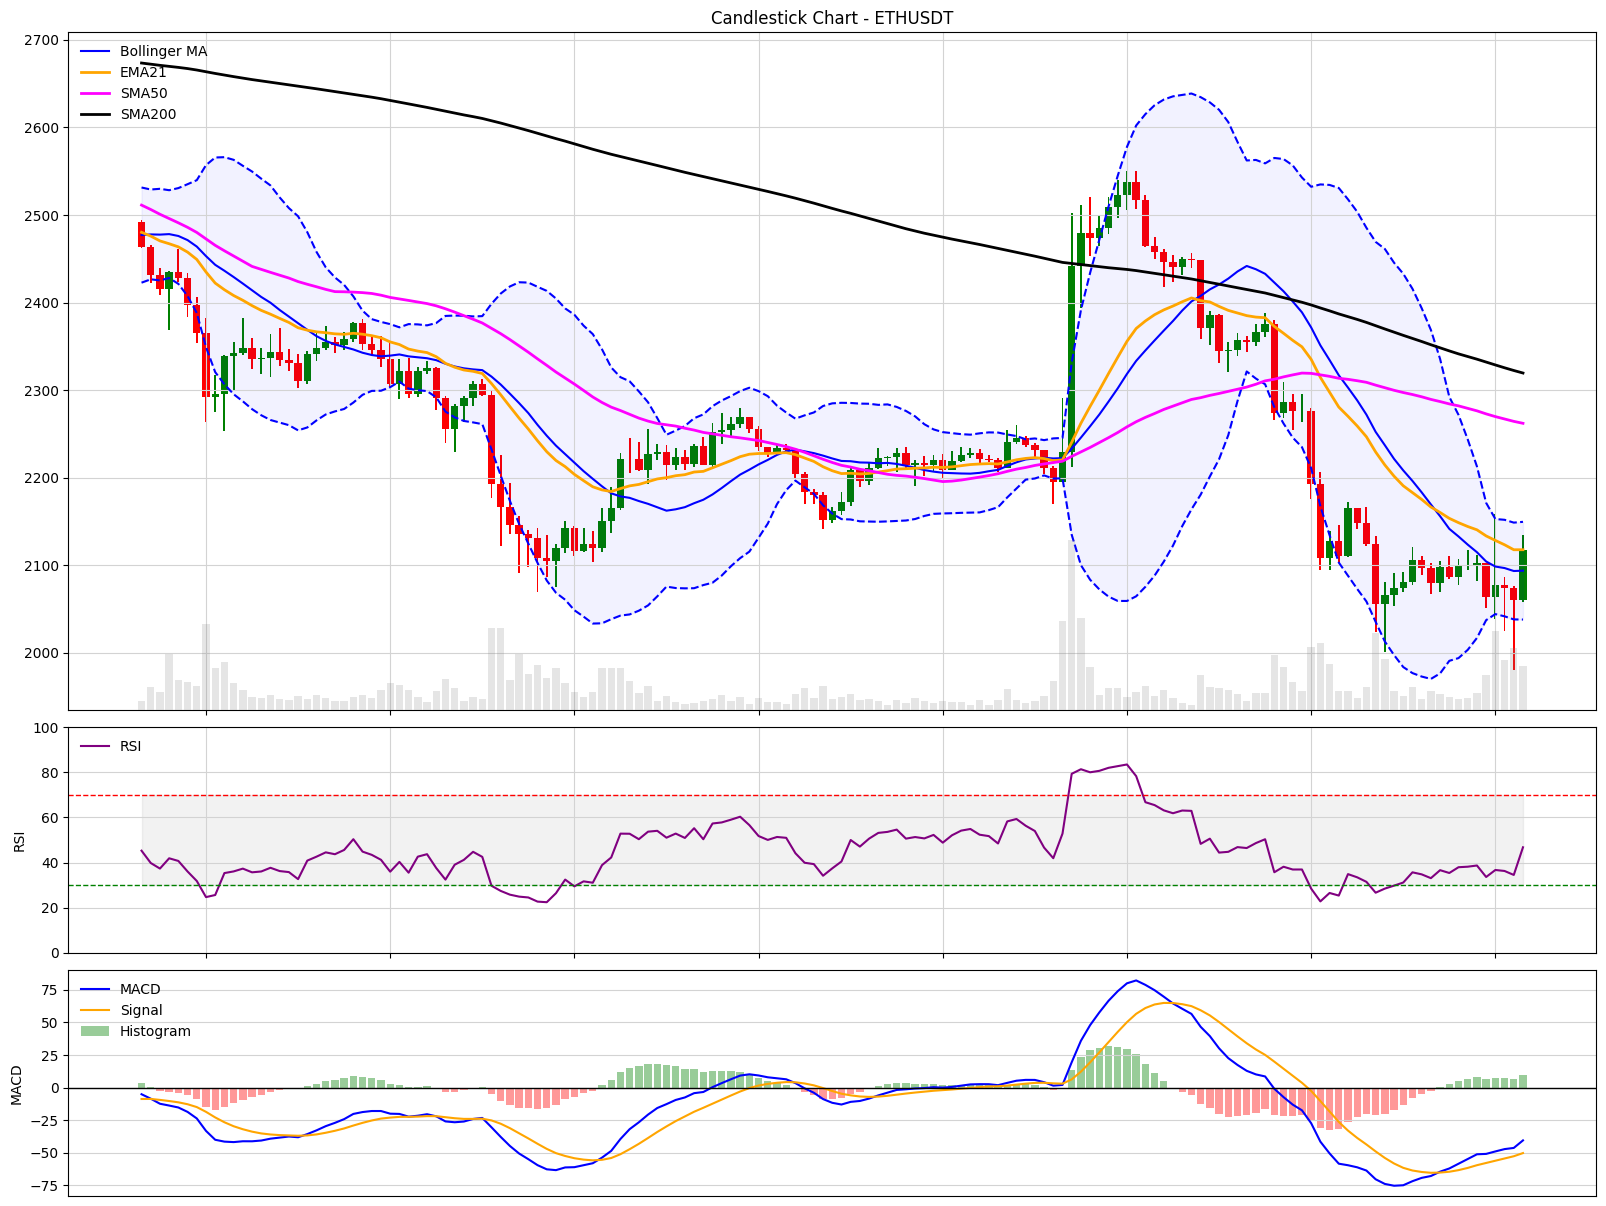 Candlestick Chart - ETHUSDT
Bollinger MA
EMA21
SMA50
SMA200
2700
2600
2500
2400
2300
2200
2100
2000
RSI
RSI
100
80
60
40
20
0
MACD
Signal
Histogram
MACD
75
50
25
0
−25
−50
−75